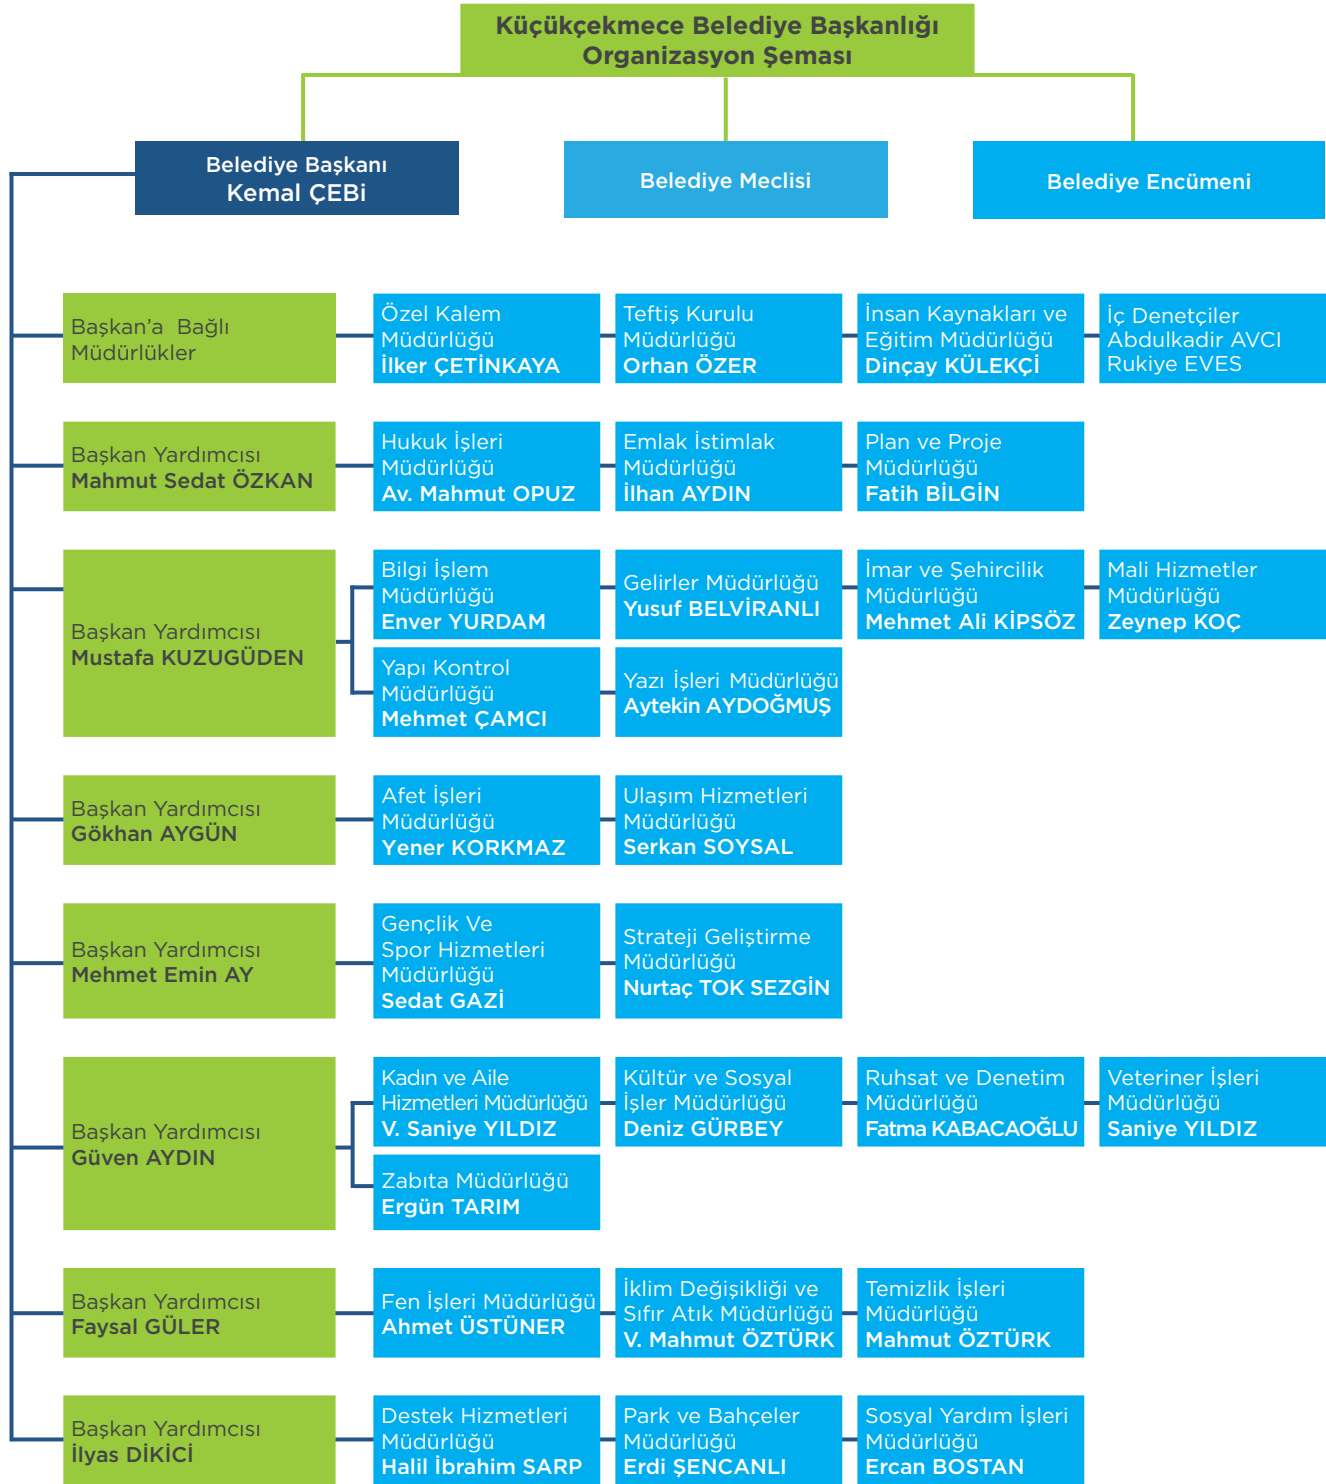 Küçükçekmece Belediye Başkanlığı
Organizasyon Şeması
Belediye Başkanı
Kemal ÇEBi
Belediye Meclisi
Belediye Encümeni
Başkan’a Bağlı
Müdürlükler
Özel Kalem
Müdürlüğü
İlker ÇETİNKAYA
Teftiş Kurulu
Müdürlüğü
Orhan ÖZER
İnsan Kaynakları ve
Eğitim Müdürlüğü
Dinçay KÜLEKÇİ
İç Denetçiler
Abdulkadir AVCI
Rukiye EVES
Başkan Yardımcısı
Mahmut Sedat ÖZKAN
Hukuk İşleri
Müdürlüğü
Av. Mahmut OPUZ
Emlak İstimlak
Müdürlüğü
İlhan AYDIN
Plan ve Proje
Müdürlüğü
Fatih BİLGİN
Başkan Yardımcısı
Mustafa KUZUGÜDEN
Bilgi İşlem
Müdürlüğü
Enver YURDAM
Gelirler Müdürlüğü
Yusuf BELVİRANLI
İmar ve Şehircilik
Müdürlüğü
Mehmet Ali KİPSÖZ
Mali Hizmetler
Müdürlüğü
Zeynep KOÇ
Yapı Kontrol
Müdürlüğü
Mehmet ÇAMCI
Yazı İşleri Müdürlüğü
Aytekin AYDOĞMUŞ
Başkan Yardımcısı
Gökhan AYGÜN
Afet İşleri
Müdürlüğü
Yener KORKMAZ
Ulaşım Hizmetleri
Müdürlüğü
Serkan SOYSAL
Başkan Yardımcısı
Mehmet Emin AY
Gençlik Ve
Spor Hizmetleri
Müdürlüğü
Sedat GAZİ
Strateji Geliştirme
Müdürlüğü
Nurtaç TOK SEZGİN
Başkan Yardımcısı
Güven AYDIN
Kadın ve Aile
Hizmetleri Müdürlüğü
V. Saniye YILDIZ
Kültür ve Sosyal
İşler Müdürlüğü
Deniz GÜRBEY
Ruhsat ve Denetim
Müdürlüğü
Fatma KABACAOĞLU
Veteriner İşleri
Müdürlüğü
Saniye YILDIZ
Zabıta Müdürlüğü
Ergün TARIM
Başkan Yardımcısı
Faysal GÜLER
Fen İşleri Müdürlüğü
Ahmet ÜSTÜNER
İklim Değişikliği ve
Sıfır Atık Müdürlüğü
V. Mahmut ÖZTÜRK
Temizlik İşleri
Müdürlüğü
Mahmut ÖZTÜRK
Başkan Yardımcısı
İlyas DİKİCİ
Destek Hizmetleri
Müdürlüğü
Halil İbrahim SARP
Park ve Bahçeler
Müdürlüğü
Erdi ŞENCANLI
Sosyal Yardım İşleri
Müdürlüğü
Ercan BOSTAN